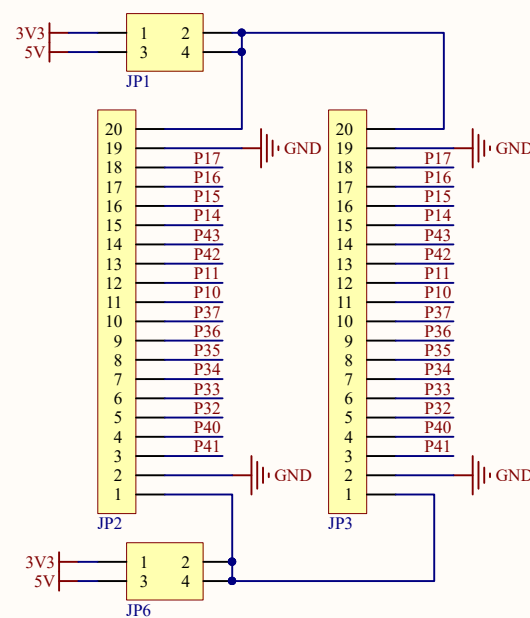 3V3 1 2
5V 3 4
JP1
20 20
19 GND 19 GND
18 P17 18 P17
17 P16 17 P16
16 P15 16 P15
15 P14 15 P14
14 P43 14 P43
13 P42 13 P42
12 P11 12 P11
11 P10 11 P10
10 P37 10 P37
9 P36 9 P36
8 P35 8 P35
7 P34 7 P34
6 P33 6 P33
5 P32 5 P32
4 P40 4 P40
3 P41 3 P41
2 GND 2 GND
1 1
JP2 JP3
3V3 1 2
5V 3 4
JP6